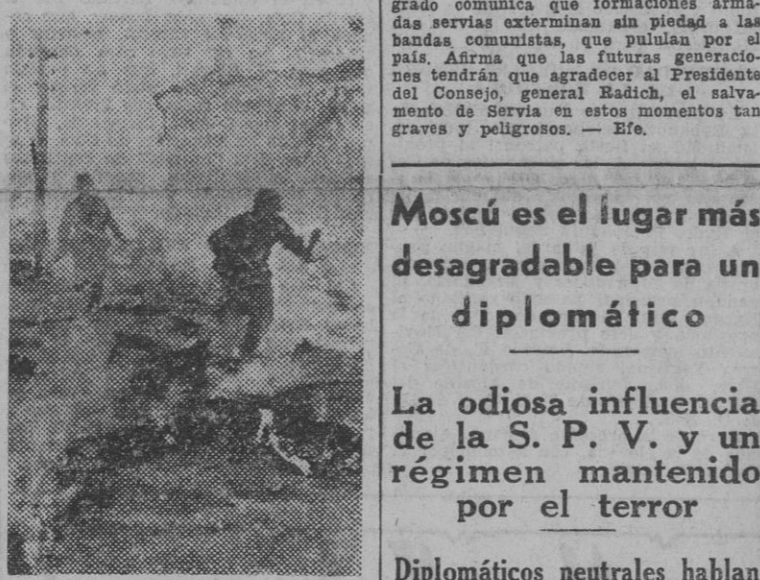 grado comunica que formaciones arma-
das servias exterminan sin piedad a las
bandas comunistas, que pululan por el
país. Afirma que las futuras generacio-
nes tendrán que agradecer al Presidente
del Consejo, general Radich, el salva-
mento de Servia en estos momentos tan
graves y peligrosos. — Efe.
Moscú es el lugar más
desagradable para un
diplomático
La odiosa influencia
de la S. P. V. y un
régimen mantenido
por el terror
Diplomáticos neutrales hablan